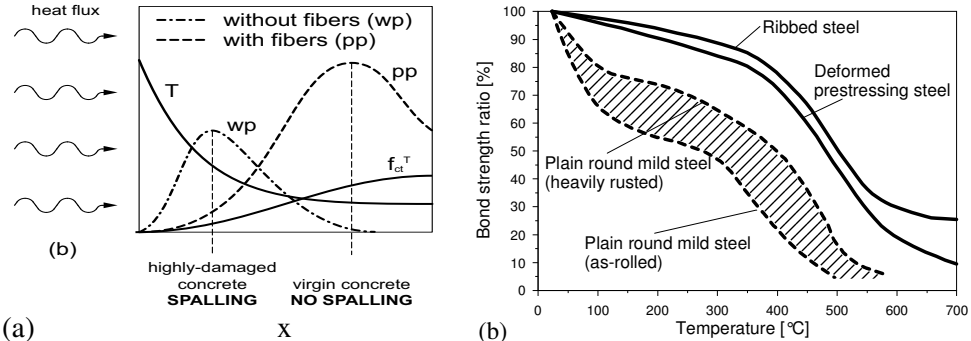 heat flux
without fibers (wp)
with fibers (pp)
T
wp
pp
f_ct^T
(b)
highly-damaged
concrete
SPALLING
virgin concrete
NO SPALLING
(a)
x
Bond strength ratio [%]
100
90
80
70
60
50
40
30
20
10
0
Ribbed steel
Deformed
prestressing steel
Plain round mild steel
(heavily rusted)
Plain round mild steel
(as-rolled)
0 100 200 300 400 500 600 700
Temperature [°C]
(b)